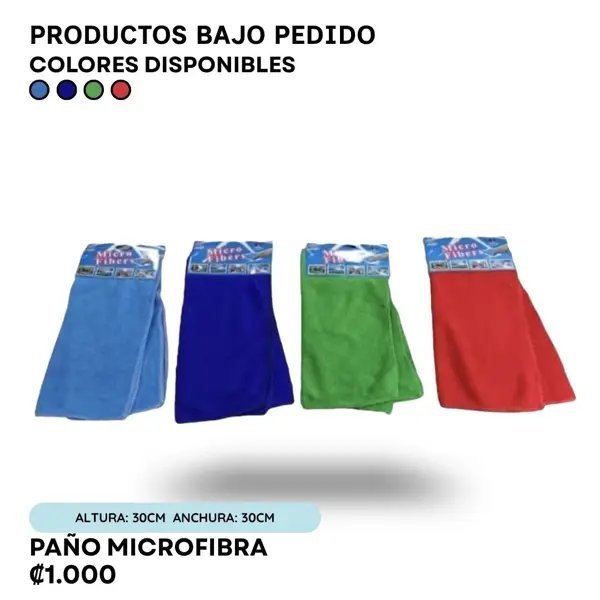 PRODUCTOS BAJO PEDIDO
COLORES DISPONIBLES
Micro
Fibers
Micro
Fibers
Micro
Micro
Fibers
ALTURA: 30CM ANCHURA: 30CM
PAÑO MICROFIBRA
₡1.000